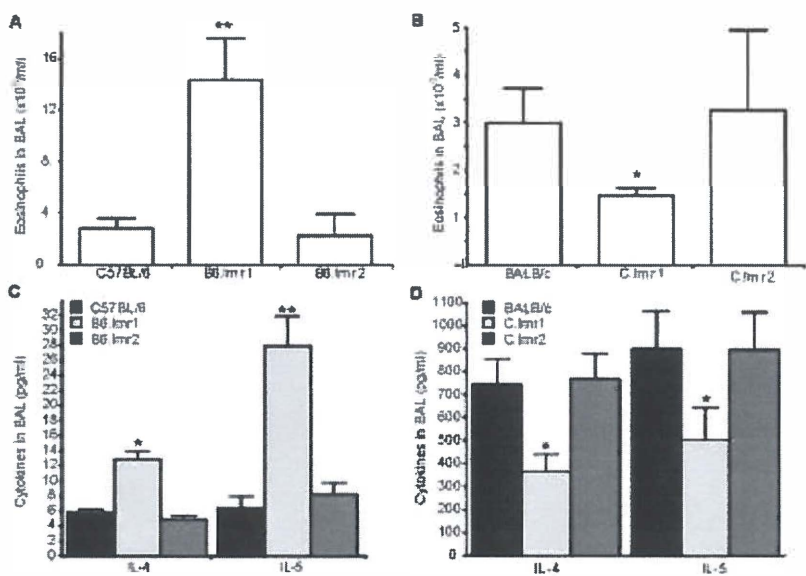 A
Eosinophils in BAL (x10⁻³/ml)
16
12
8
4
0
**
C57BL/6
B6.lmr1
B6.lmr2
B
Eosinophils in BAL (x10⁻³/ml)
5
4
3
2
1
*
BALB/c
C.lmr1
C.lmr2
C
Cytokines in BAL (pg/ml)
32
28
26
24
22
20
18
16
14
12
10
8
6
4
2
0
C57BL/6
B6.lmr1
B6.lmr2
*
**
IL-4
IL-5
D
Cytokines in BAL (pg/ml)
1100
1000
900
800
700
600
500
400
300
200
100
0
BALB/c
C.lmr1
C.lmr2
*
*
IL-4
IL-5